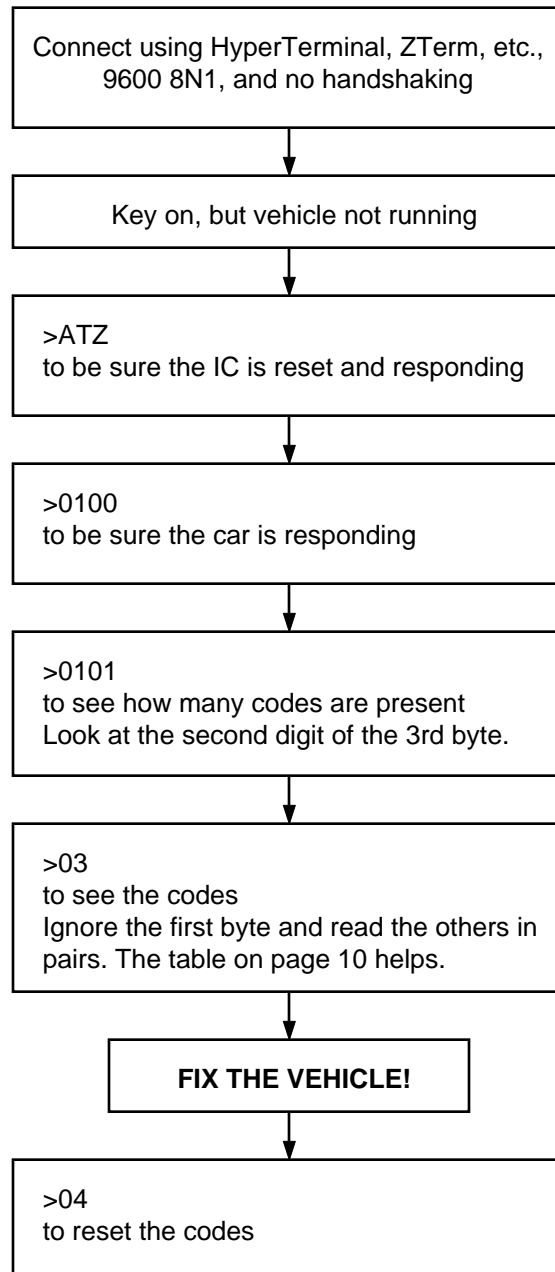 Connect using HyperTerminal, ZTerm, etc.,
9600 8N1, and no handshaking
Key on, but vehicle not running
>ATZ
to be sure the IC is reset and responding
>0100
to be sure the car is responding
>0101
to see how many codes are present
Look at the second digit of the 3rd byte.
>03
to see the codes
Ignore the first byte and read the others in
pairs. The table on page 10 helps.
FIX THE VEHICLE!
>04
to reset the codes